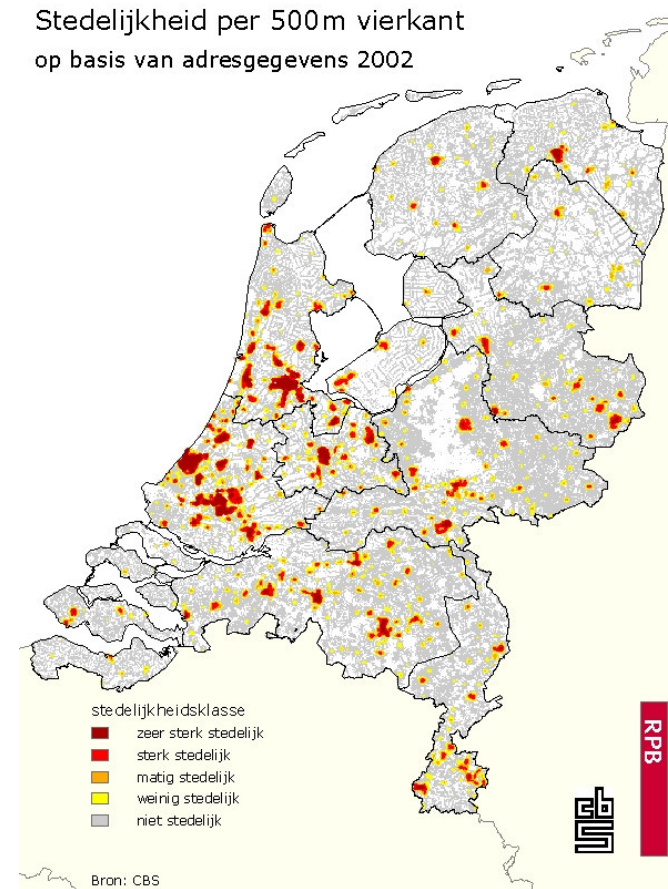 Stedelijkheid per 500m vierkant
op basis van adresgegevens 2002
stedelijkheidsklasse
zeer sterk stedelijk
sterk stedelijk
matig stedelijk
weinig stedelijk
niet stedelijk
Bron: CBS
RPB
cbs